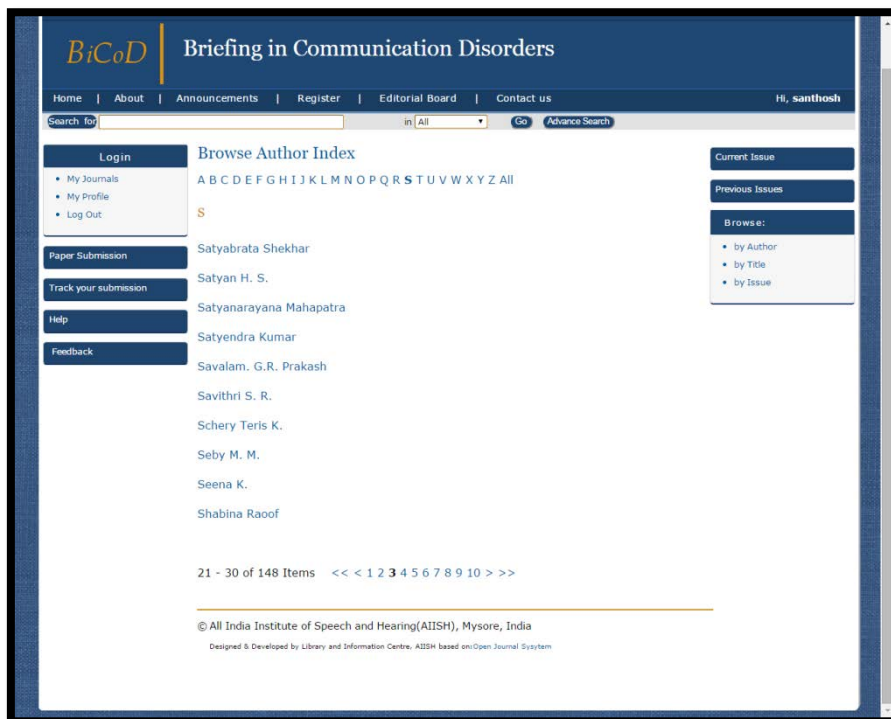 BiCoD Briefing in Communication Disorders
Home | About | Announcements | Register | Editorial Board | Contact us Hi, santhosh
Search for in All Go Advance Search
Login
My Journals
My Profile
Log Out
Paper Submission
Track your submission
Help
Feedback
Browse Author Index
A B C D E F G H I J K L M N O P Q R S T U V W X Y Z All
S
Satyabrata Shekhar
Satyan H. S.
Satyanarayana Mahapatra
Satyendra Kumar
Savalam. G.R. Prakash
Savithri S. R.
Schery Teris K.
Seby M. M.
Seena K.
Shabina Raoof
21 - 30 of 148 Items << < 1 2 3 4 5 6 7 8 9 10 > >>
Current Issue
Previous Issues
Browse:
by Author
by Title
by Issue
© All India Institute of Speech and Hearing(AIISH), Mysore, India
Designed & Developed by Library and Information Centre, AIISH based on:Open Journal Sysytem